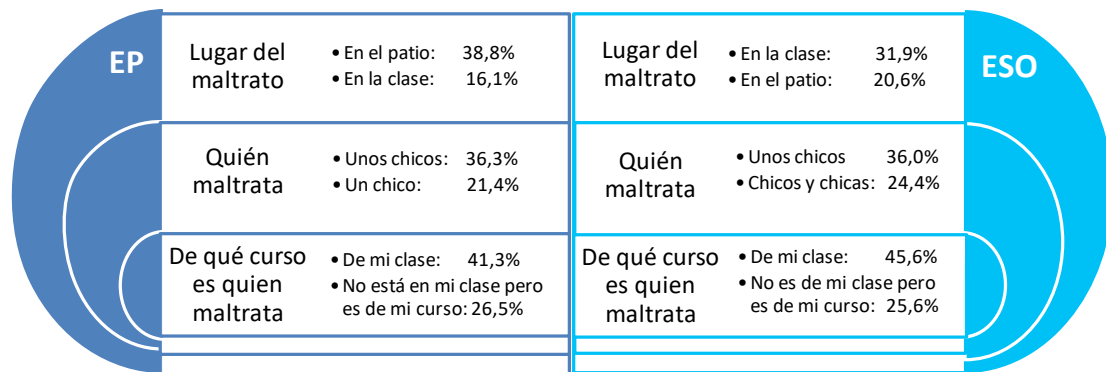 EP
Lugar del
maltrato
• En el patio: 38,8%
• En la clase: 16,1%
Quién
maltrata
• Unos chicos: 36,3%
• Un chico: 21,4%
De qué curso
es quien
maltrata
• De mi clase: 41,3%
• No está en mi clase pero
es de mi curso: 26,5%
ESO
Lugar del
maltrato
• En la clase: 31,9%
• En el patio: 20,6%
Quién
maltrata
• Unos chicos 36,0%
• Chicos y chicas: 24,4%
De qué curso
es quien
maltrata
• De mi clase: 45,6%
• No es de mi clase pero
es de mi curso: 25,6%